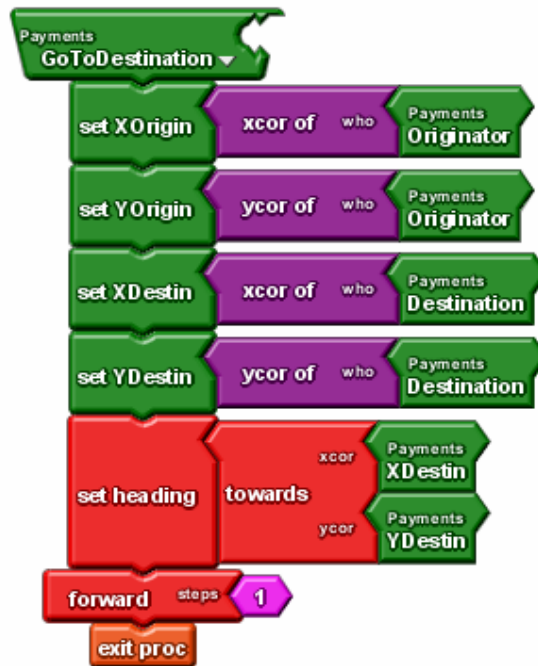 Payments
GoToDestination
set XOrigin xcor of who Payments Originator
set YOrigin ycor of who Payments Originator
set XDestin xcor of who Payments Destination
set YDestin ycor of who Payments Destination
set heading towards xcor Payments XDestin
ycor Payments YDestin
forward steps 1
exit proc